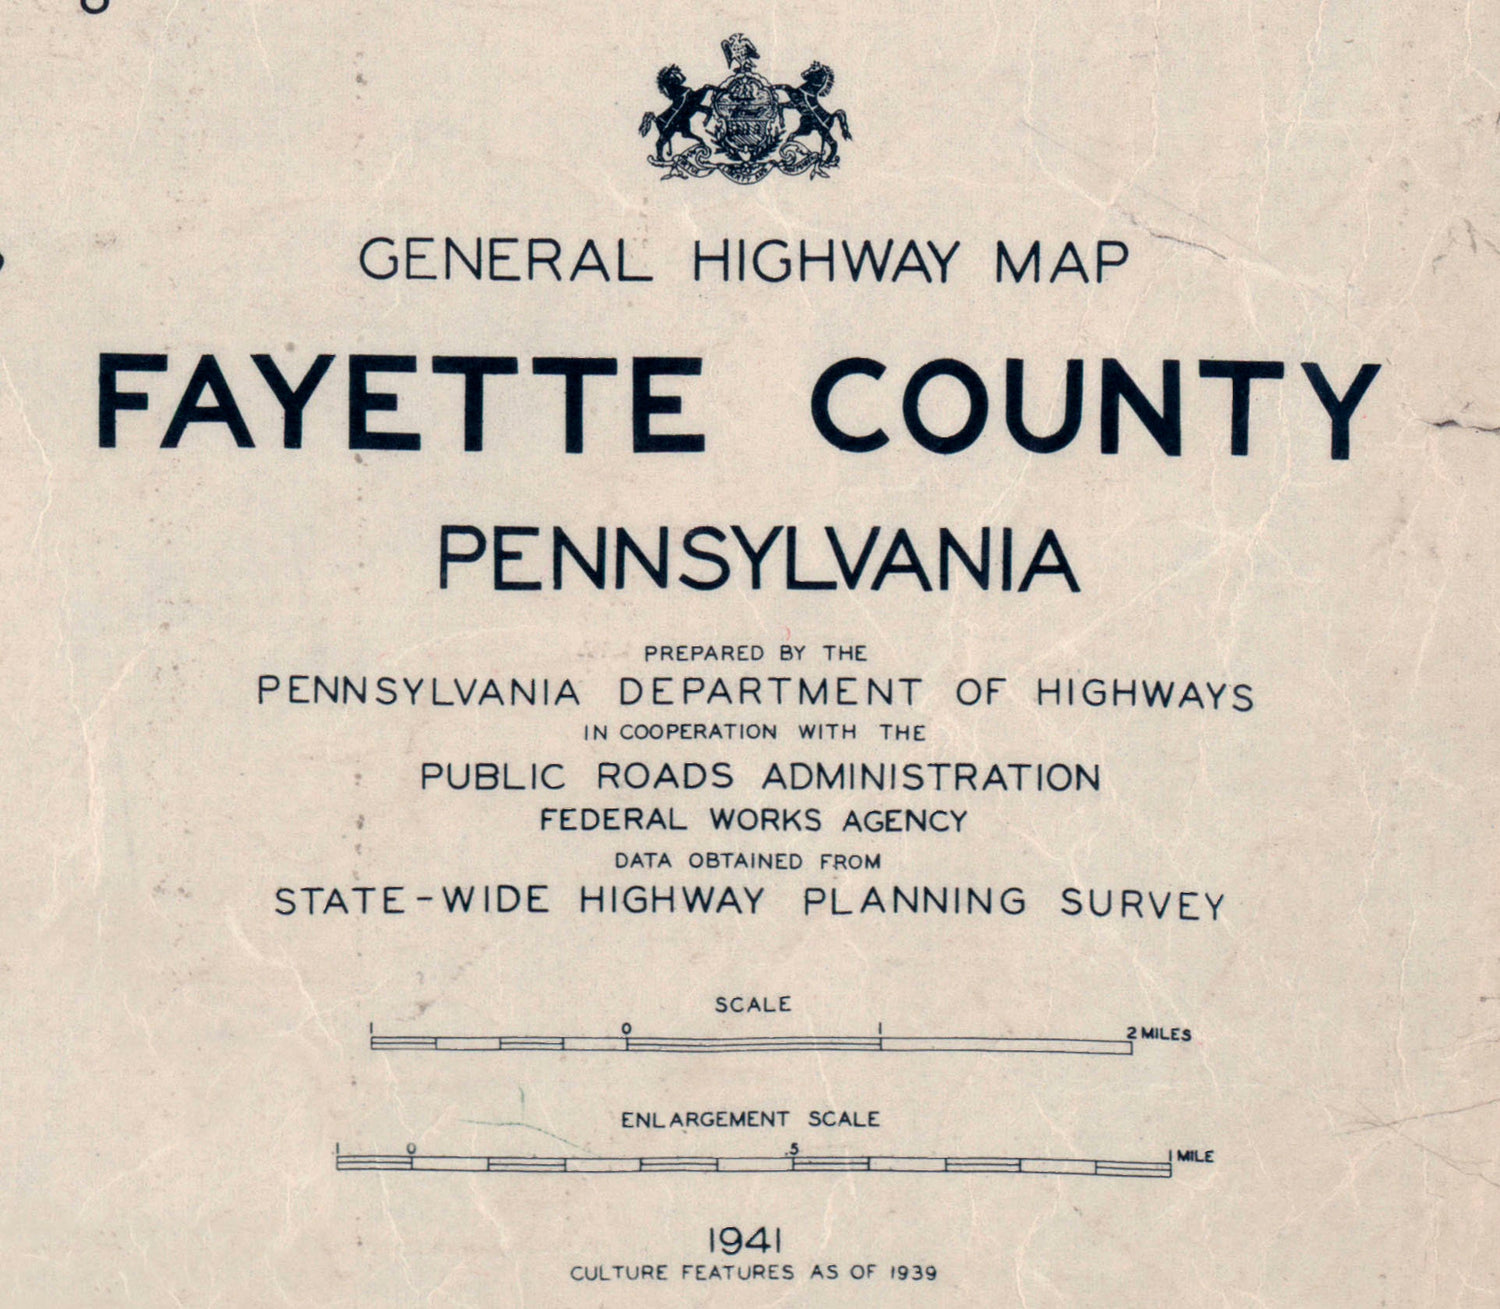 GENERAL HIGHWAY MAP
FAYETTE COUNTY
PENNSYLVANIA
PREPARED BY THE
PENNSYLVANIA DEPARTMENT OF HIGHWAYS
IN COOPERATION WITH THE
PUBLIC ROADS ADMINISTRATION
FEDERAL WORKS AGENCY
DATA OBTAINED FROM
STATE-WIDE HIGHWAY PLANNING SURVEY
SCALE
1 0 1 2 MILES
ENLARGEMENT SCALE
.1 0 .5 1 MILE
1941
CULTURE FEATURES AS OF 1939